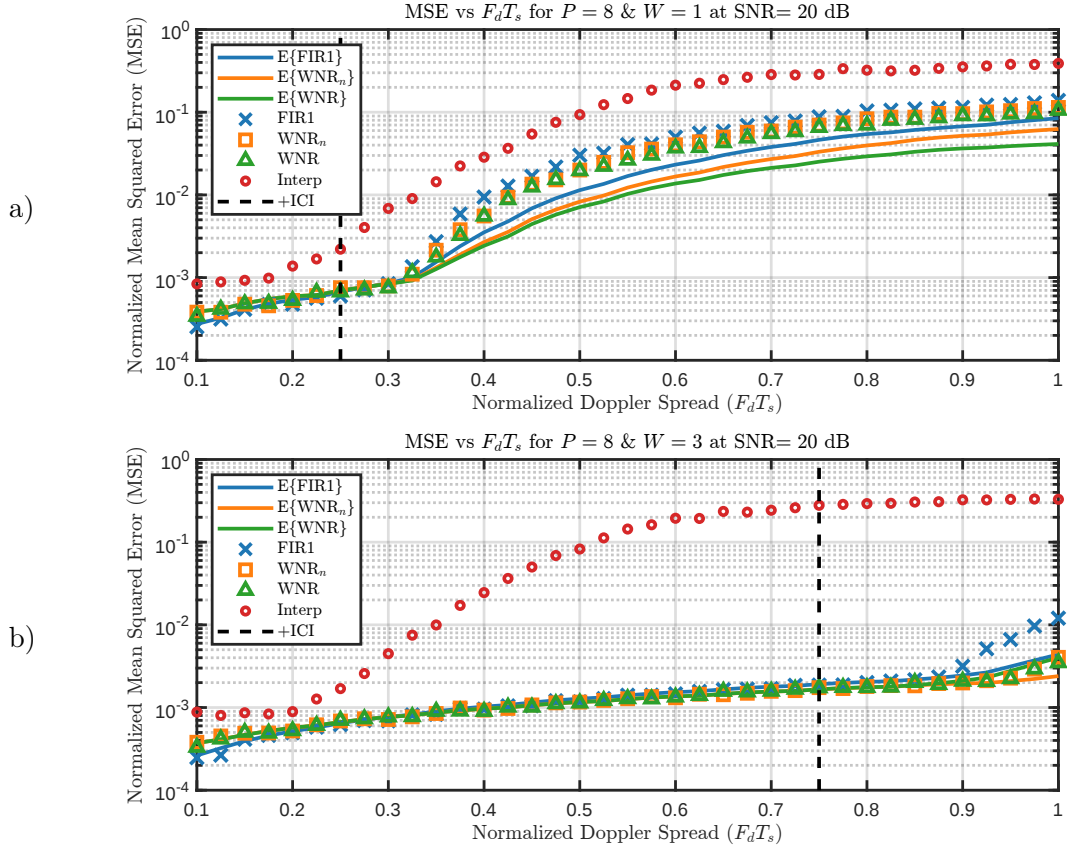 MSE vs F_dT_s for P = 8 & W = 1 at SNR= 20 dB
a)
Normalized Mean Squared Error (MSE)
10^0
10^-1
10^-2
10^-3
10^-4
E{FIR1}
E{WNR_n}
E{WNR}
FIR1
WNR_n
WNR
Interp
+ICI
0.1 0.2 0.3 0.4 0.5 0.6 0.7 0.8 0.9 1
Normalized Doppler Spread (F_dT_s)
MSE vs F_dT_s for P = 8 & W = 3 at SNR= 20 dB
b)
Normalized Mean Squared Error (MSE)
10^0
10^-1
10^-2
10^-3
10^-4
E{FIR1}
E{WNR_n}
E{WNR}
FIR1
WNR_n
WNR
Interp
+ICI
0.1 0.2 0.3 0.4 0.5 0.6 0.7 0.8 0.9 1
Normalized Doppler Spread (F_dT_s)